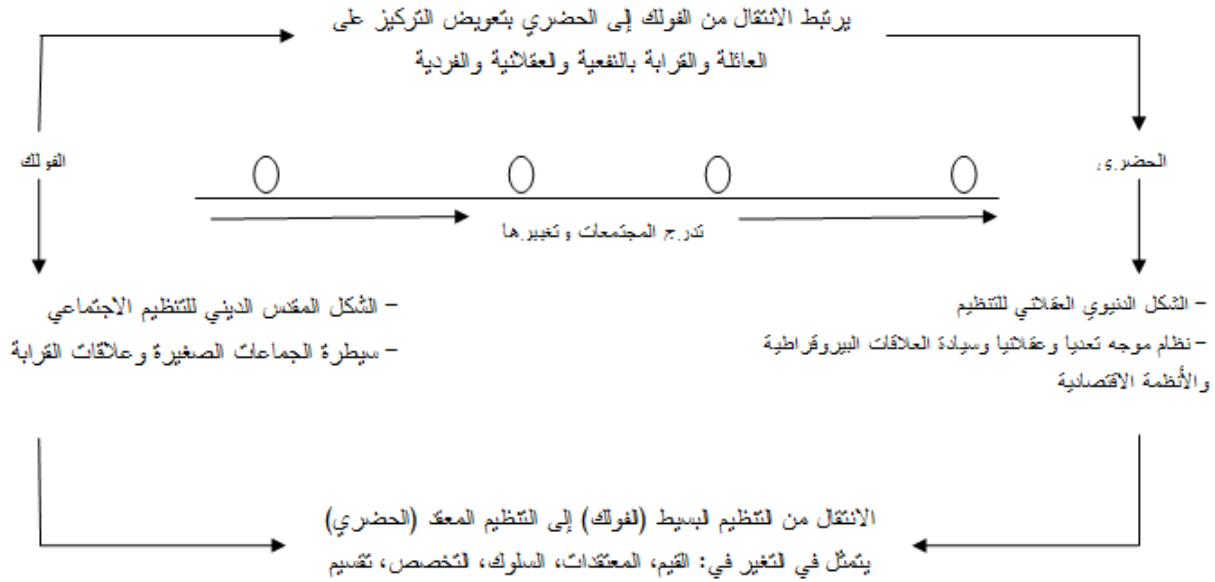 يرتبط الانتقال من الفولك إلى الحضري بتعويض التركيز على
العائلة والقرابة بالنفعية والعقلانية والفردية
الحضري
الفولك
تدرج المجتمعات وتغييرها
- الشكل الدنيوي العقلاني للتنظيم
- نظام موجه تعديا وعقلانيا وسيادة العلاقات البيروقراطية
والأنظمة الاقتصادية
- الشكل المقدس الديني للتنظيم الاجتماعي
- سيطرة الجماعات الصغيرة وعلاقات القرابة
الانتقال من التنظيم البسيط (الفولك) إلى التنظيم المعقد (الحضري)
يتمثل في التغير في: القيم، المعتقدات، السلوك، التخصص، تقسيم